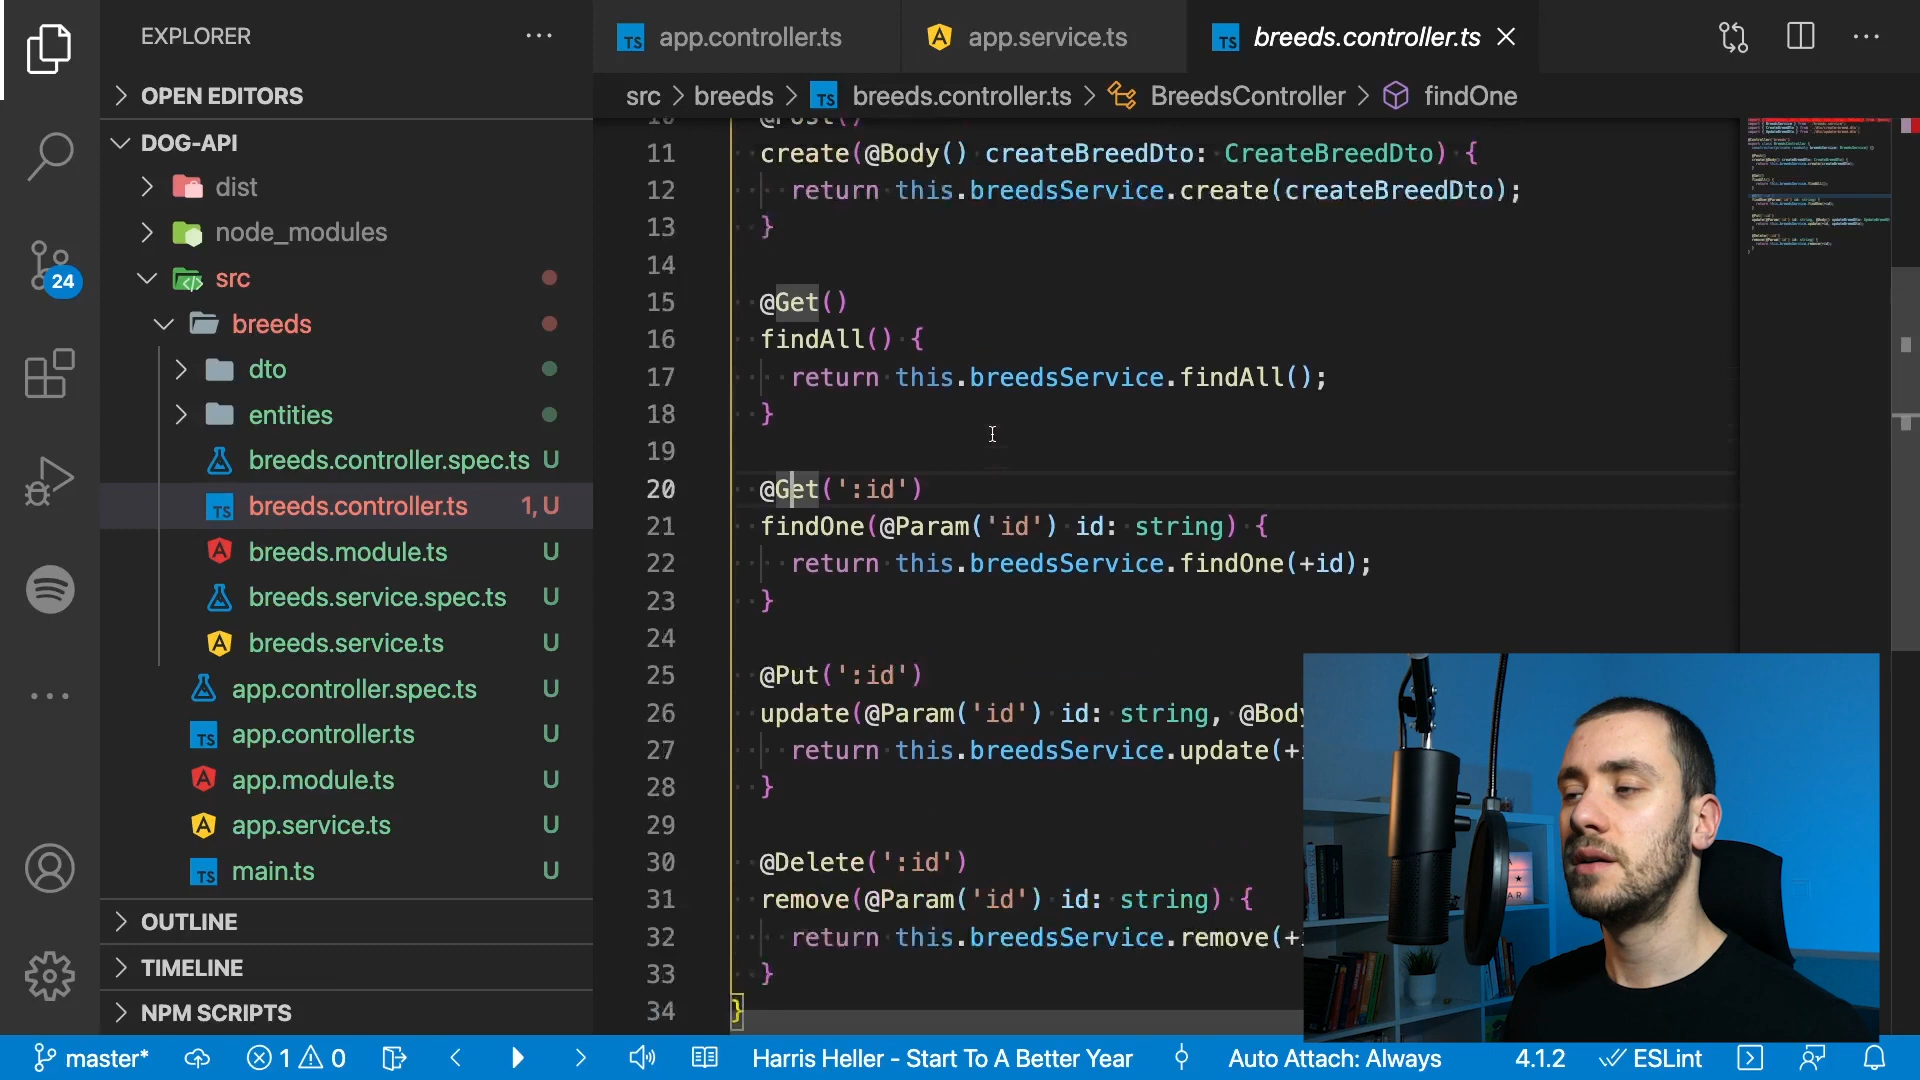 EXPLORER
OPEN EDITORS
DOG-API
dist
node_modules
src
breeds
dto
entities
breeds.controller.spec.ts U
breeds.controller.ts 1, U
breeds.module.ts U
breeds.service.spec.ts U
breeds.service.ts U
app.controller.spec.ts U
app.controller.ts U
app.module.ts U
app.service.ts U
main.ts U
OUTLINE
TIMELINE
NPM SCRIPTS
24
TS app.controller.ts
app.service.ts
TS breeds.controller.ts
src > breeds > TS breeds.controller.ts > BreedsController > findOne
10 @Post()
11 create(@Body() createBreedDto: CreateBreedDto) {
12 return this.breedsService.create(createBreedDto);
13 }
14
15 @Get()
16 findAll() {
17 return this.breedsService.findAll();
18 }
19
20 @Get(':id')
21 findOne(@Param('id') id: string) {
22 return this.breedsService.findOne(+id);
23 }
24
25 @Put(':id')
26 update(@Param('id') id: string, @Body
27 return this.breedsService.update(+i
28 }
29
30 @Delete(':id')
31 remove(@Param('id') id: string) {
32 return this.breedsService.remove(+i
33 }
34 }
master* 1 0 Harris Heller - Start To A Better Year Auto Attach: Always 4.1.2 ESLint